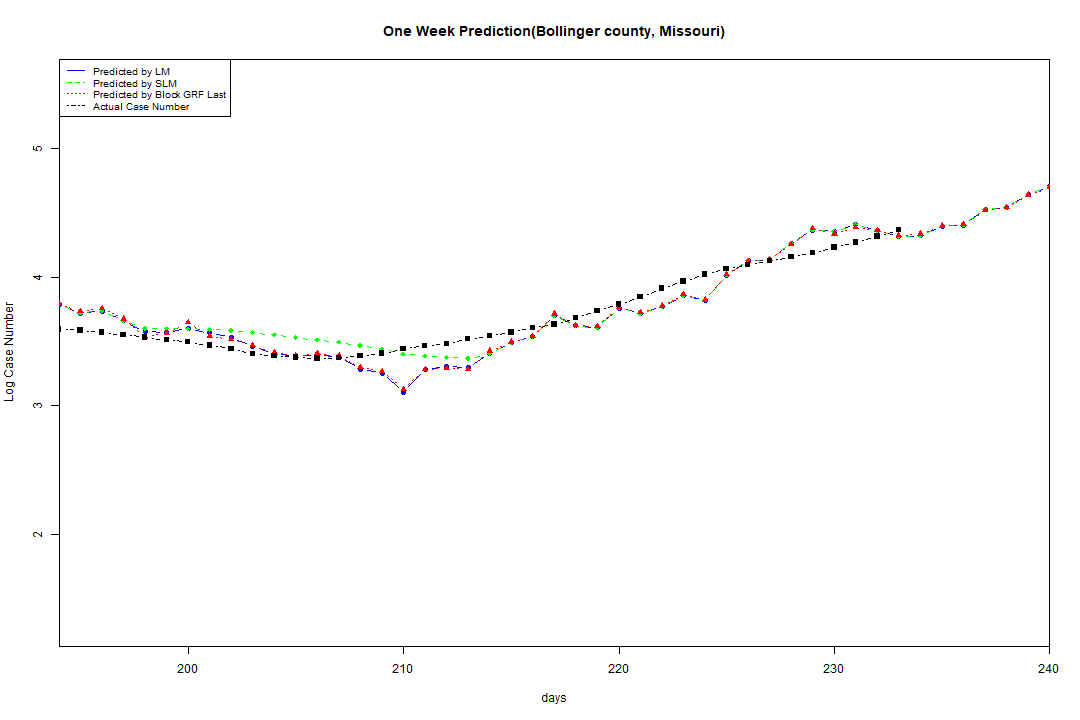 One Week Prediction(Bollinger county, Missouri)
Predicted by LM
Predicted by SLM
Predicted by Block GRF Last
Actual Case Number
5
4
3
2
Log Case Number
200 210 220 230 240
days